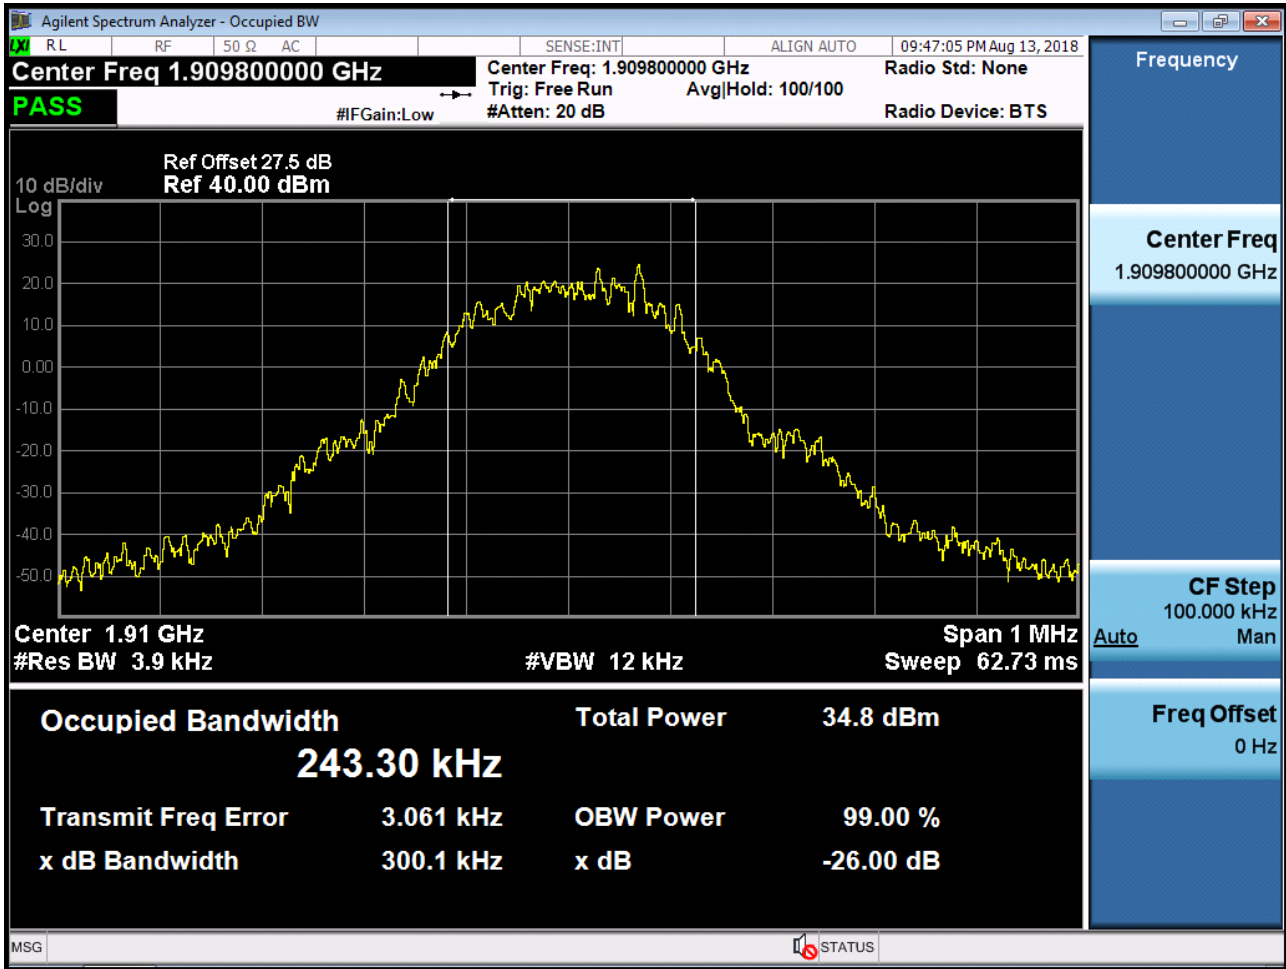 Agilent Spectrum Analyzer - Occupied BW
LXI RL RF 50 Ω AC SENSE:INT ALIGN AUTO 09:47:05 PM Aug 13, 2018
Center Freq 1.909800000 GHz
PASS
#IFGain:Low
Center Freq: 1.909800000 GHz
Trig: Free Run Avg|Hold: 100/100
#Atten: 20 dB
Radio Std: None
Radio Device: BTS
Ref Offset 27.5 dB
10 dB/div Ref 40.00 dBm
Log
30.0
20.0
10.0
0.00
-10.0
-20.0
-30.0
-40.0
-50.0
Center 1.91 GHz Span 1 MHz
#Res BW 3.9 kHz #VBW 12 kHz Sweep 62.73 ms
Occupied Bandwidth Total Power 34.8 dBm
243.30 kHz
Transmit Freq Error 3.061 kHz OBW Power 99.00 %
x dB Bandwidth 300.1 kHz x dB -26.00 dB
Frequency
Center Freq
1.909800000 GHz
CF Step
100.000 kHz
Auto Man
Freq Offset
0 Hz
MSG STATUS